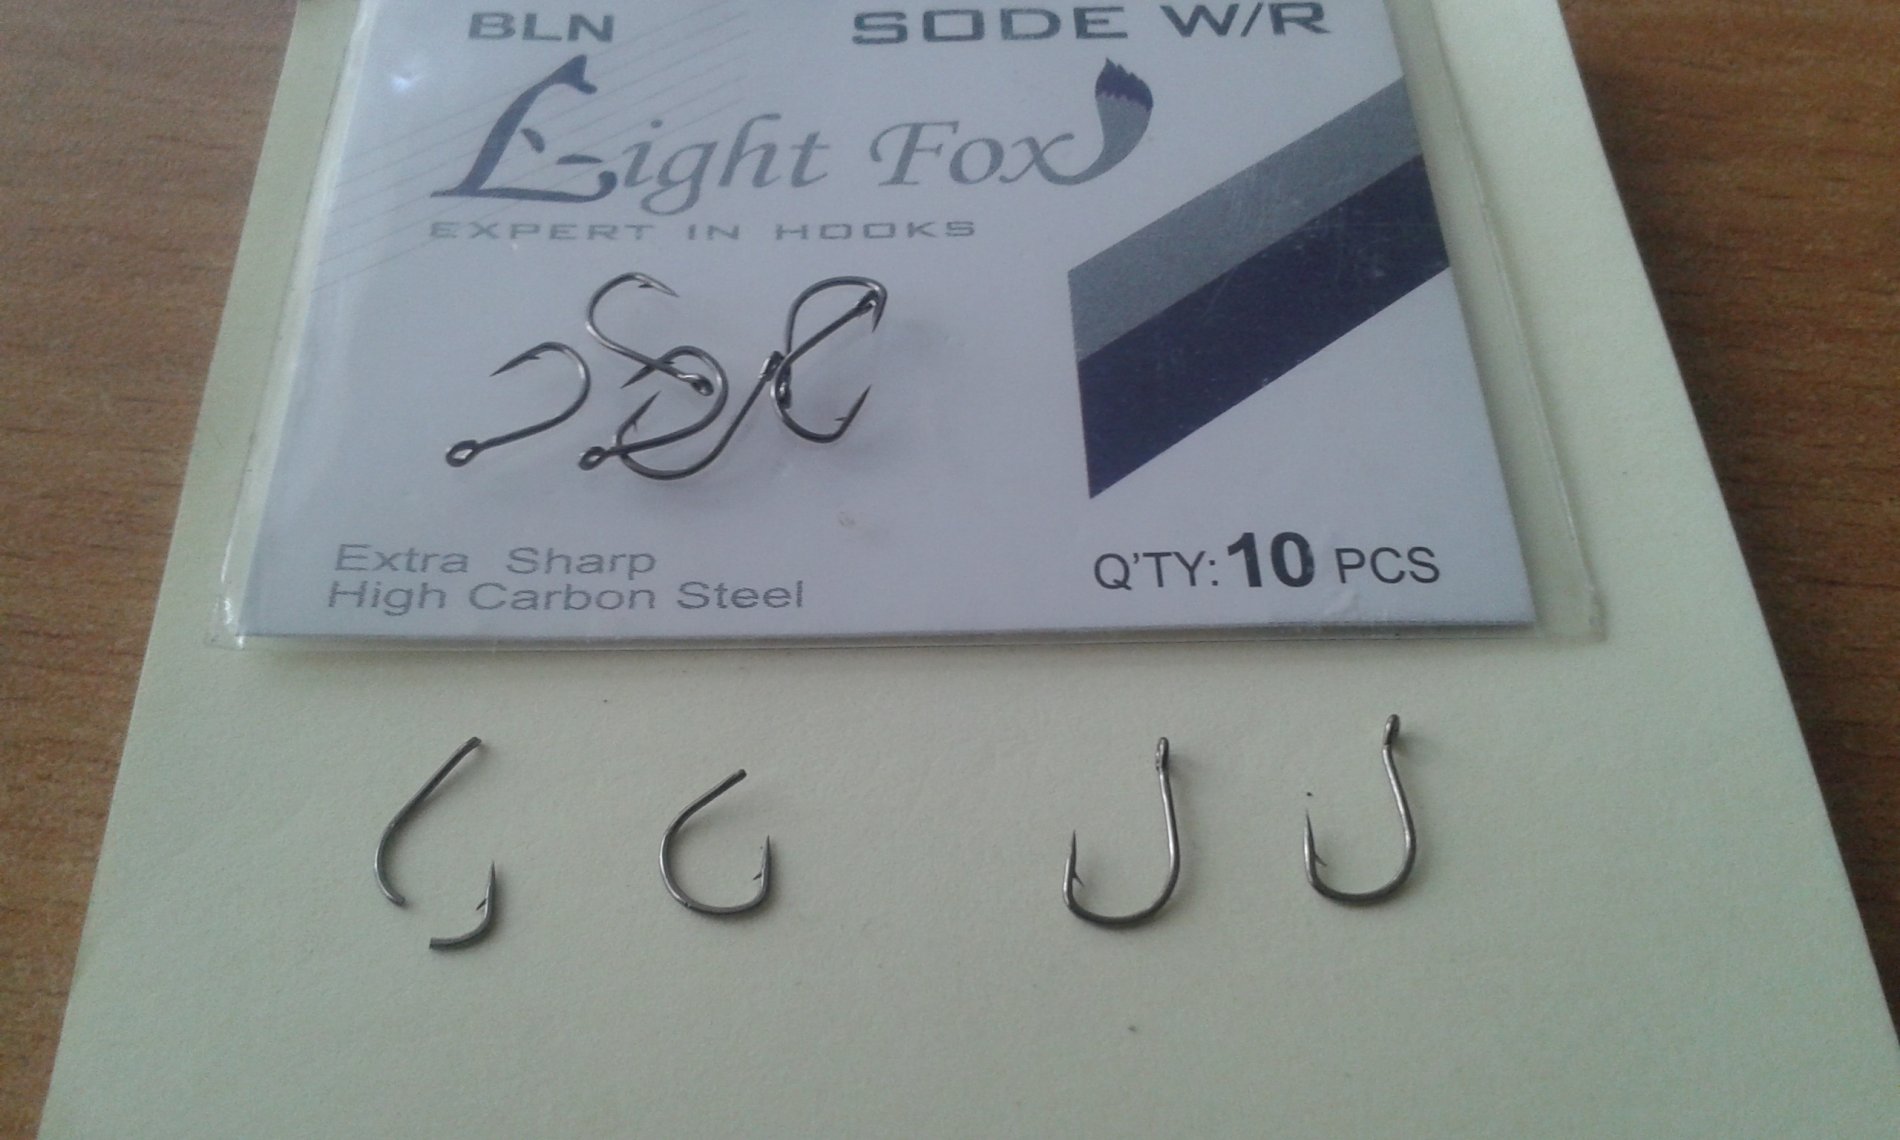 BLN SODE W/R
Light Fox
EXPERT IN HOOKS
Extra Sharp
High Carbon Steel
Q'TY: 10 PCS